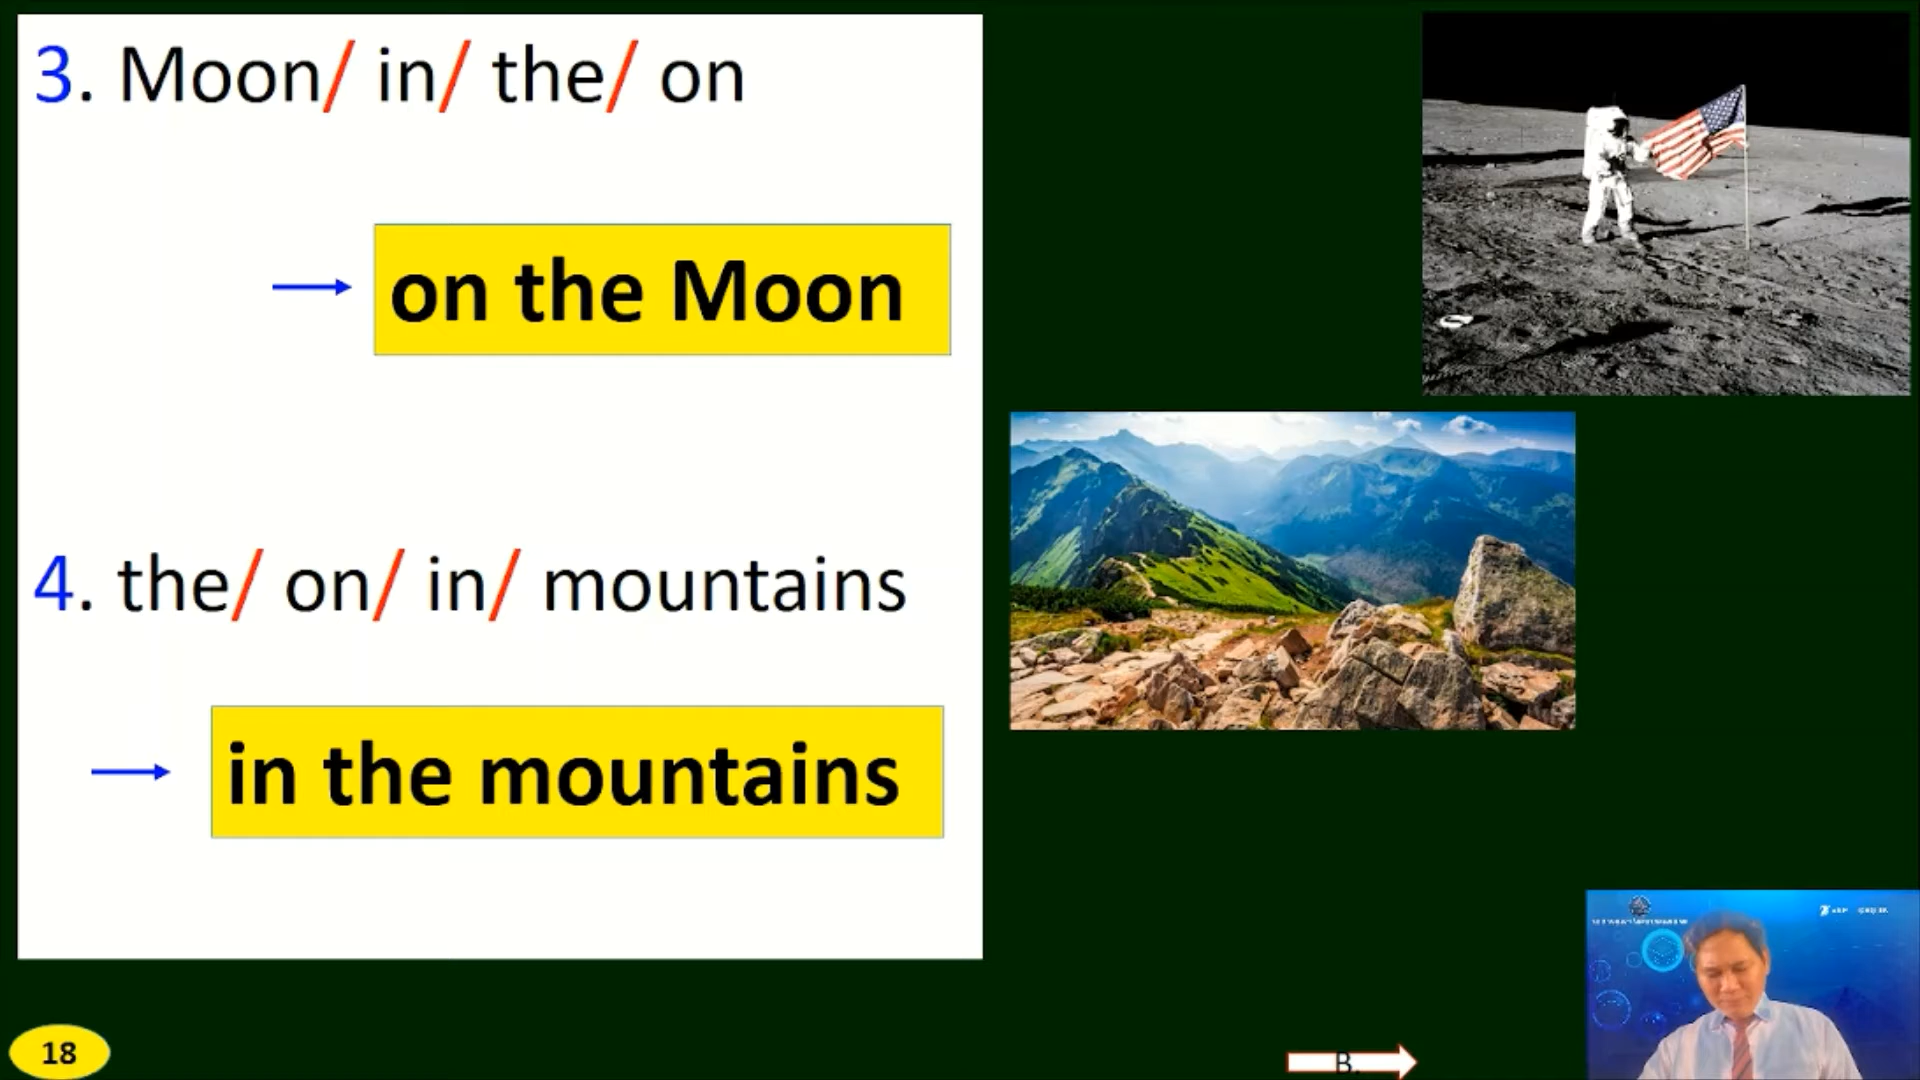 3. Moon/ in/ the/ on
on the Moon
4. the/ on/ in/ mountains
in the mountains
18
B.